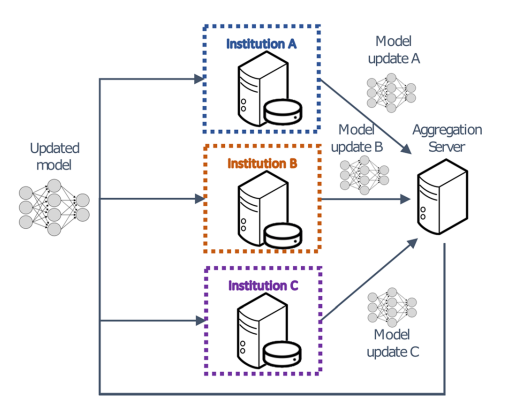 Institution A
Model
update A
Updated
model
Institution B
Model
update B
Aggregation
Server
Institution C
Model
update C